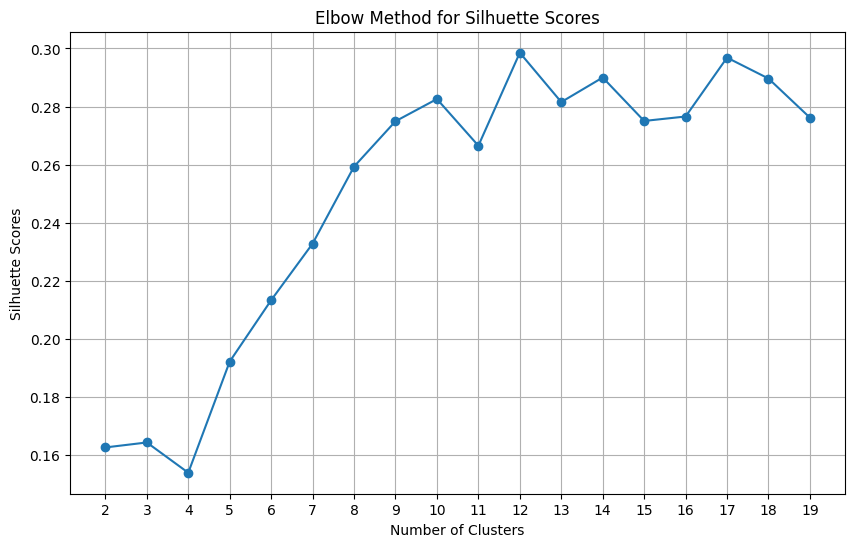 Elbow Method for Silhuette Scores
0.30
0.28
0.26
0.24
0.22
0.20
0.18
0.16
Silhuette Scores
2 3 4 5 6 7 8 9 10 11 12 13 14 15 16 17 18 19
Number of Clusters